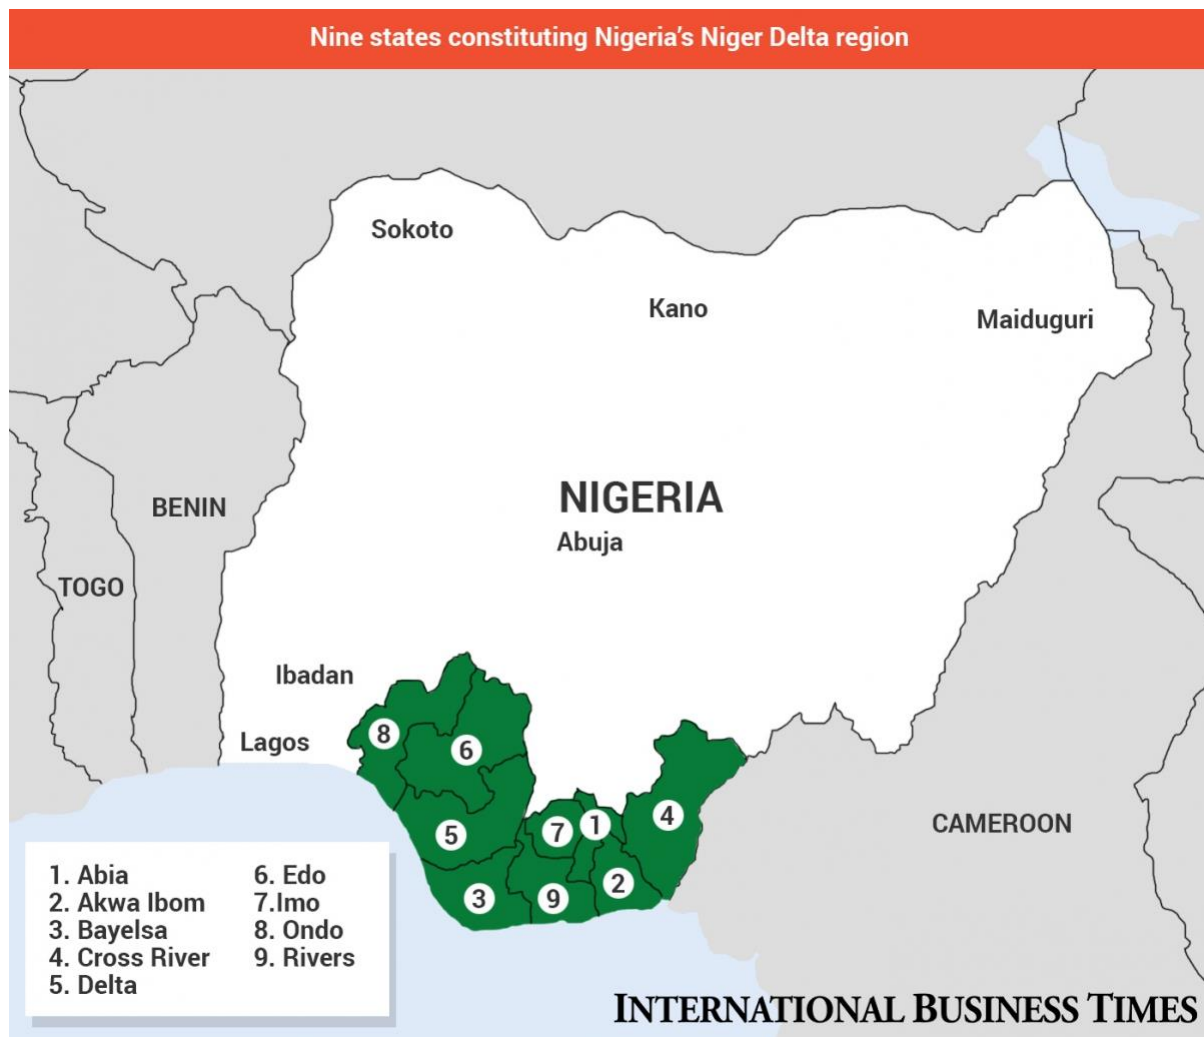 Nine states constituting Nigeria's Niger Delta region
Sokoto
Kano
Maiduguri
NIGERIA
BENIN
Abuja
TOGO
Ibadan
Lagos
8
6
5
7
1
4
3
9
2
CAMEROON
1. Abia
2. Akwa Ibom
3. Bayelsa
4. Cross River
5. Delta
6. Edo
7.Imo
8. Ondo
9. Rivers
INTERNATIONAL BUSINESS TIMES